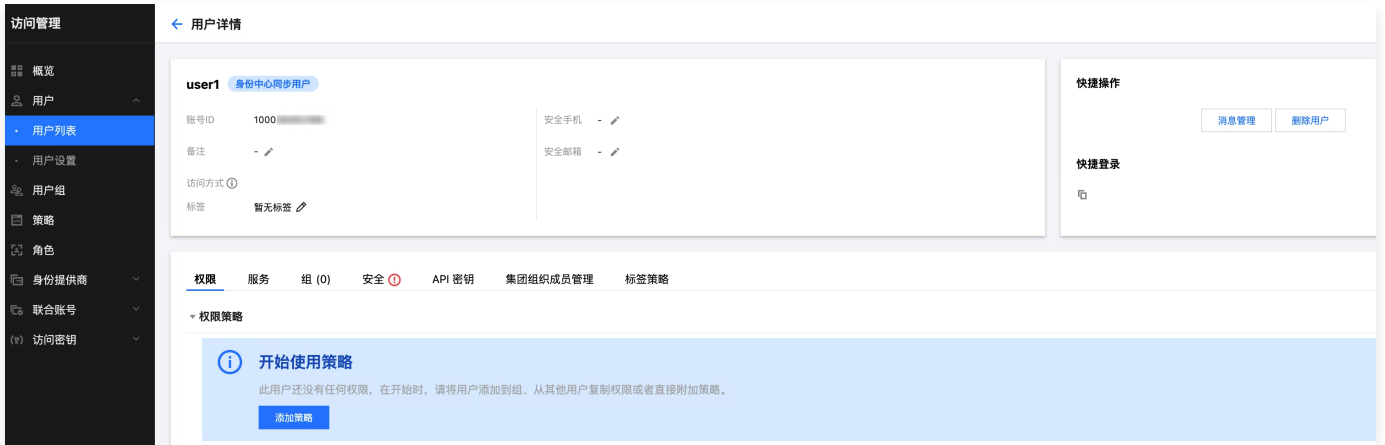 访问管理
概览
用户
用户列表
用户设置
用户组
策略
角色
身份提供商
联合账号
访问密钥
用户详情
user1 身份中心同步用户
账号ID 1000
备注 -
访问方式
标签 暂无标签
安全手机 -
安全邮箱 -
快捷操作
消息管理 删除用户
快捷登录
权限 服务 组 (0) 安全 API 密钥 集团组织成员管理 标签策略
权限策略
开始使用策略
此用户还没有任何权限，在开始时，请将用户添加到组、从其他用户复制权限或者直接附加策略。
添加策略